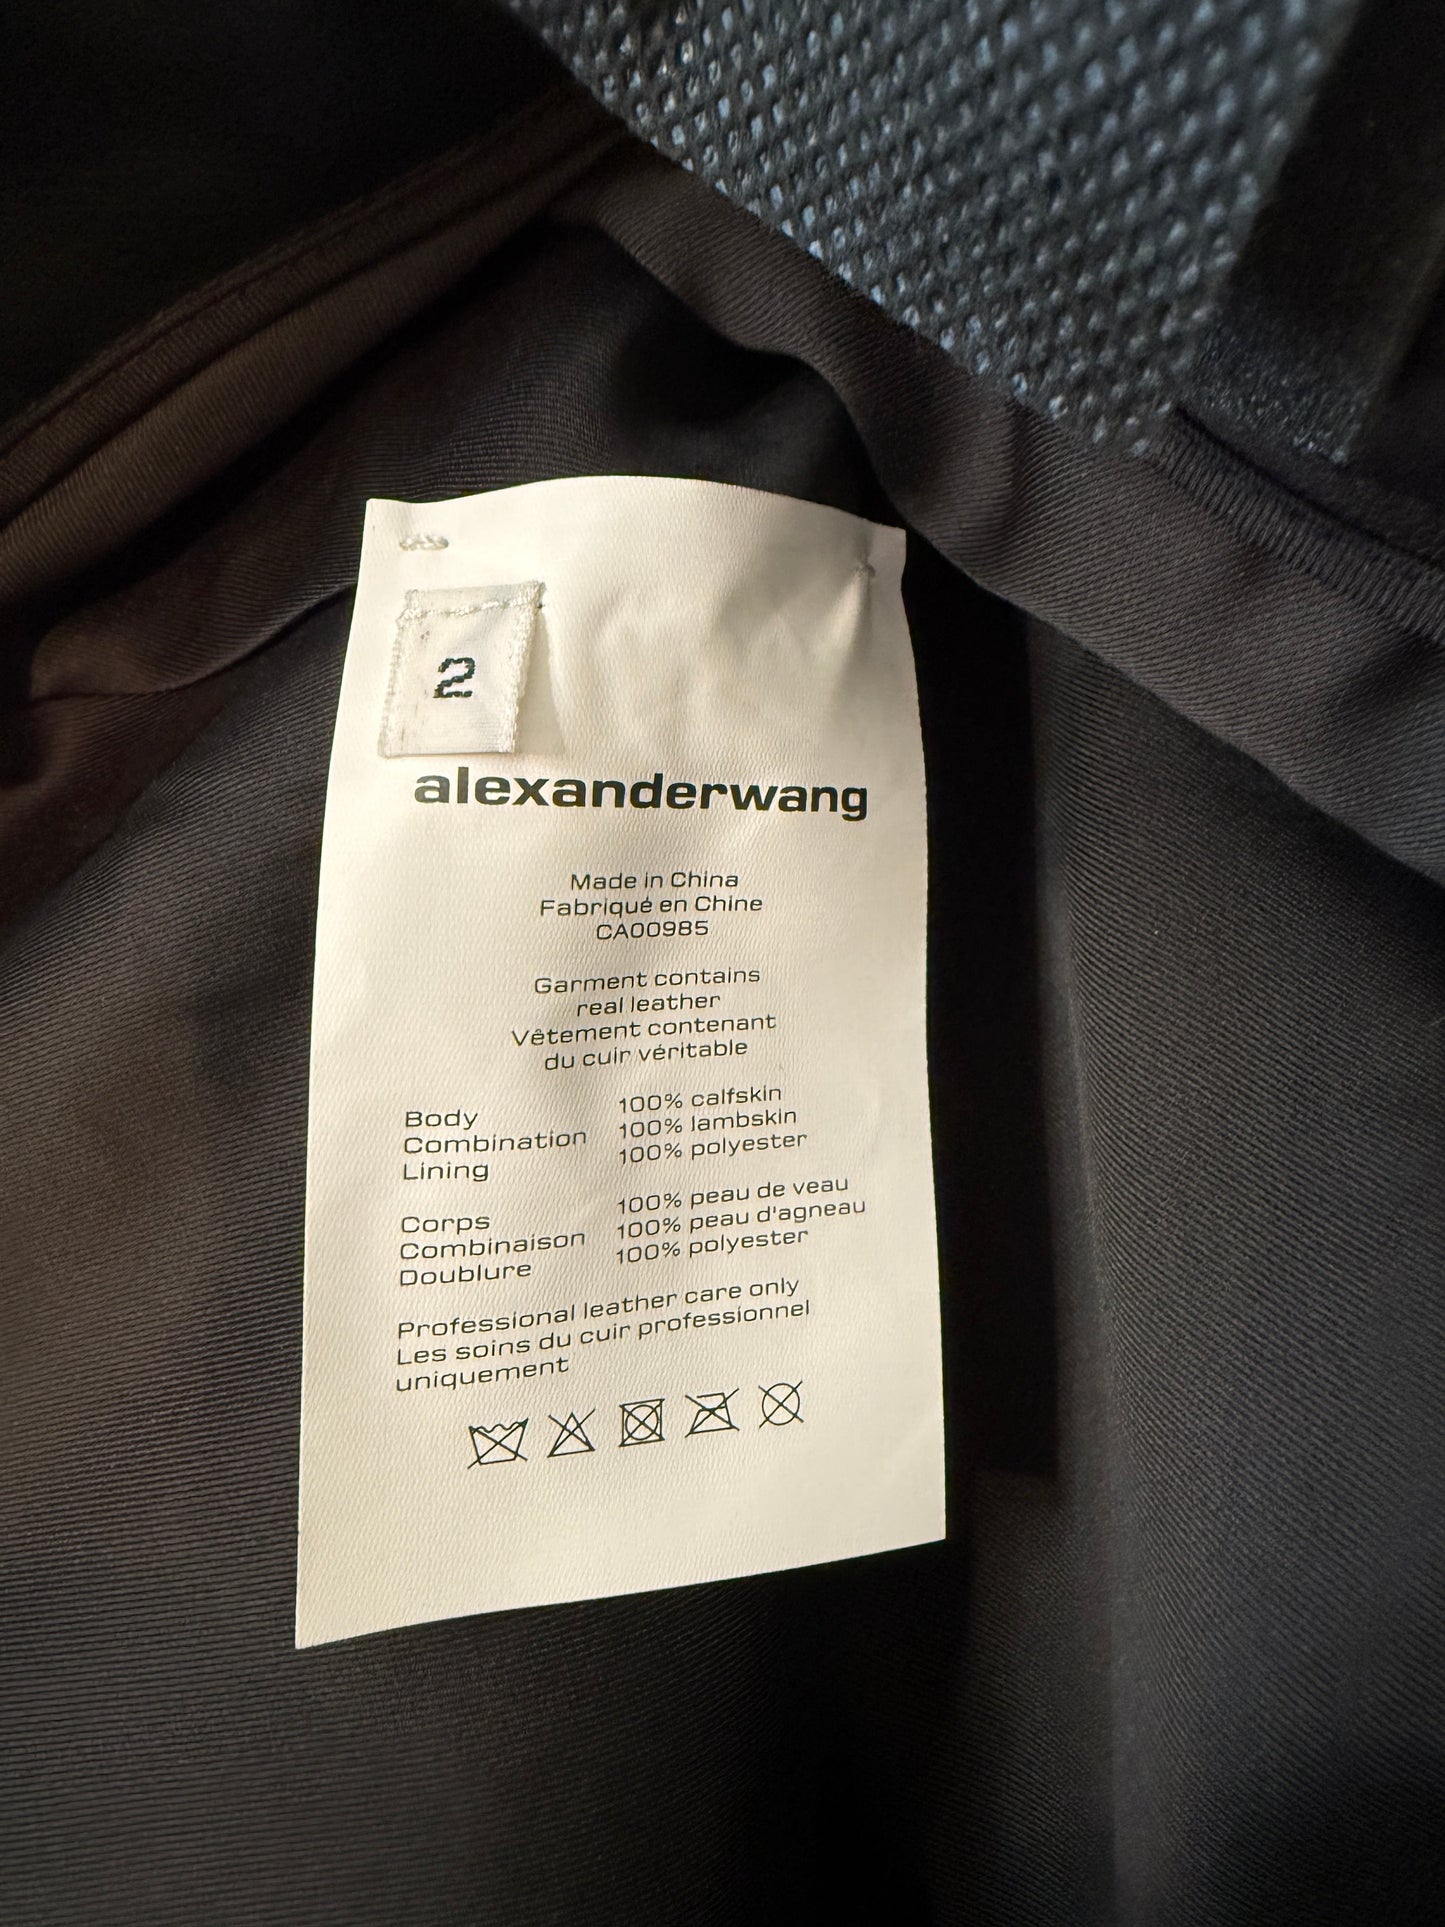 2
alexanderwang
Made in China
Fabriqué en Chine
CA00985
Garment contains
real leather
Vêtement contenant
du cuir véritable
Body 100% calfskin
Combination 100% lambskin
Lining 100% polyester
Corps 100% peau de veau
Combinaison 100% peau d'agneau
Doublure 100% polyester
Professional leather care only
Les soins du cuir professionnel
uniquement